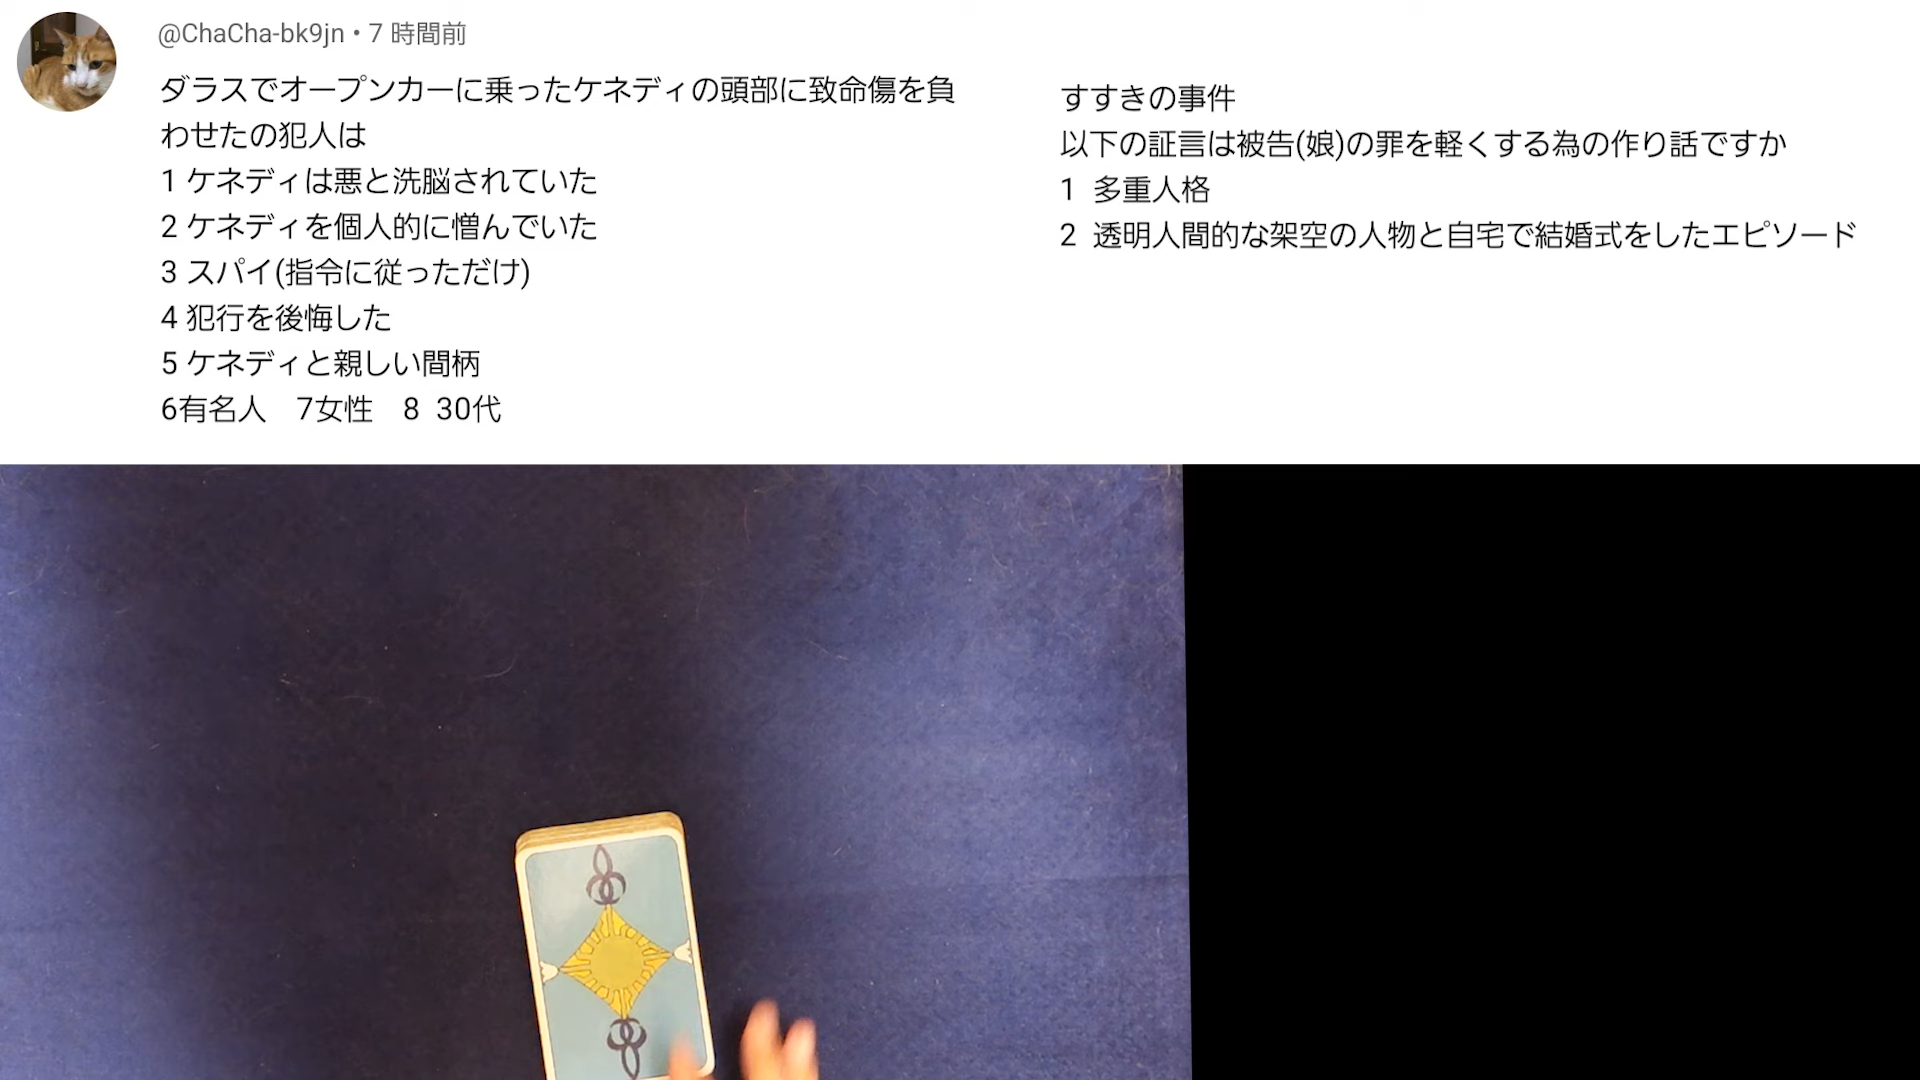 @ChaCha-bk9jn • 7 時間前
ダラスでオープンカーに乗ったケネディの頭部に致命傷を負
わせたの犯人は
1 ケネディは悪と洗脳されていた
2 ケネディを個人的に憎んでいた
3 スパイ(指令に従っただけ)
4 犯行を後悔した
5 ケネディと親しい間柄
6有名人　7女性　8 30代
すすきの事件
以下の証言は被告(娘)の罪を軽くする為の作り話ですか
1 多重人格
2 透明人間的な架空の人物と自宅で結婚式をしたエピソード